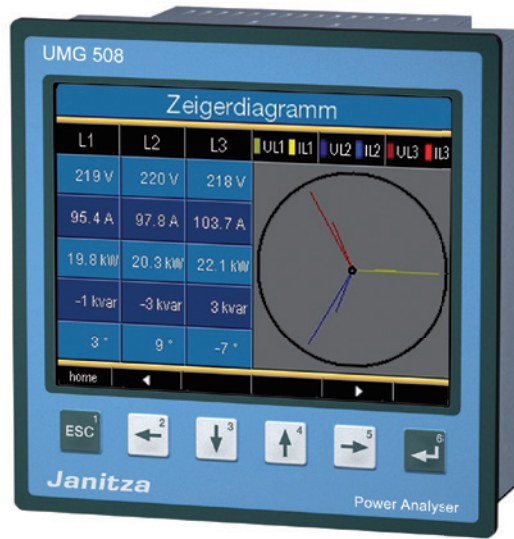 UMG 508
Zeigerdiagramm
L1 L2 L3 UL1 IL1 UL2 IL2 UL3 IL3
219 V 220 V 218 V
95.4 A 97.8 A 103.7 A
19.8 kW 20.3 kW 22.1 kW
-1 kvar -3 kvar 3 kvar
3 ° 9 ° -7 °
home
ESC 1 2 3 4 5 6
Janitza
Power Analyser